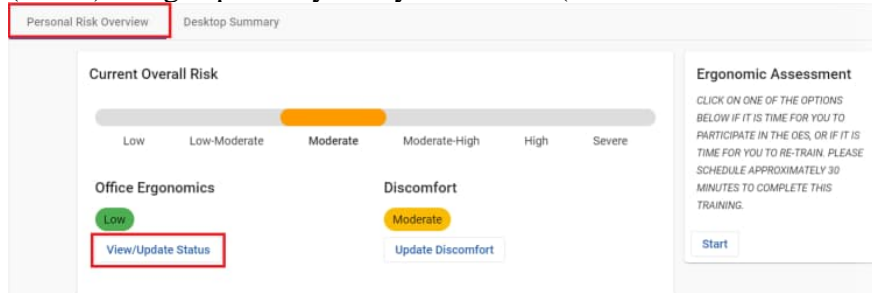 Personal Risk Overview Desktop Summary
Current Overall Risk
Low Low-Moderate Moderate Moderate-High High Severe
Office Ergonomics Discomfort
Low Moderate
View/Update Status Update Discomfort
Ergonomic Assessment
CLICK ON ONE OF THE OPTIONS
BELOW IF IT IS TIME FOR YOU TO
PARTICIPATE IN THE OES, OR IF IT IS
TIME FOR YOU TO RE-TRAIN. PLEASE
SCHEDULE APPROXIMATELY 30
MINUTES TO COMPLETE THIS
TRAINING.
Start